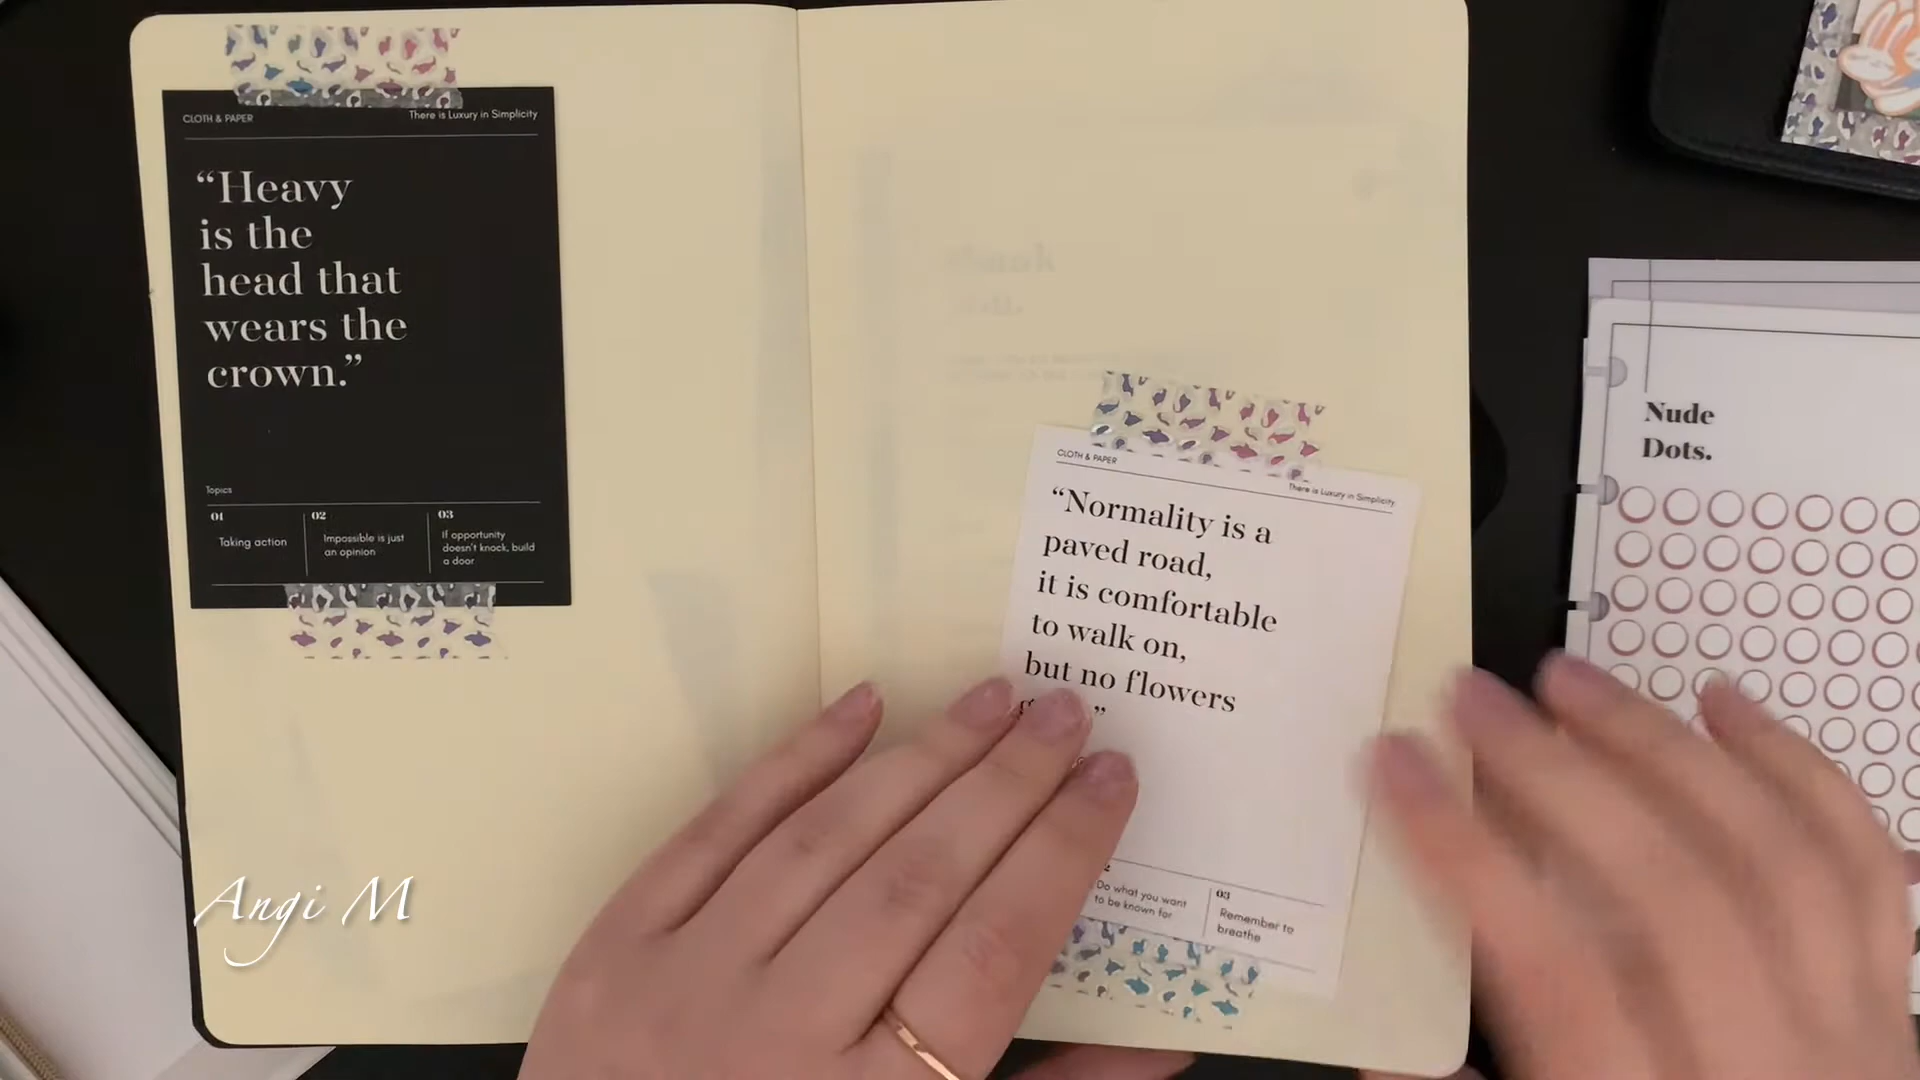 CLOTH & PAPER
There is Luxury in Simplicity
“Heavy
is the
head that
wears the
crown.”
Topics
01
Taking action
02
Impossible is just
an opinion
03
If opportunity
doesn't knock, build
a door
Angi M
CLOTH & PAPER
There is Luxury in Simplicity
“Normality is a
paved road,
it is comfortable
to walk on,
but no flowers
Do what you want
to be known for
03
Remember to
breathe
Nude
Dots.